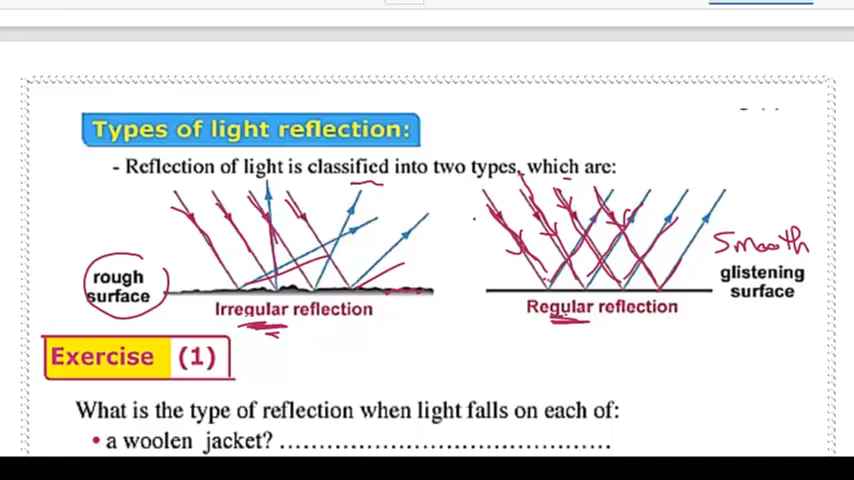 Types of light reflection:
- Reflection of light is classified into two types, which are:
Smooth
rough
surface
glistening
surface
Irregular reflection
Regular reflection
Exercise (1)
What is the type of reflection when light falls on each of:
• a woolen jacket? ............................................